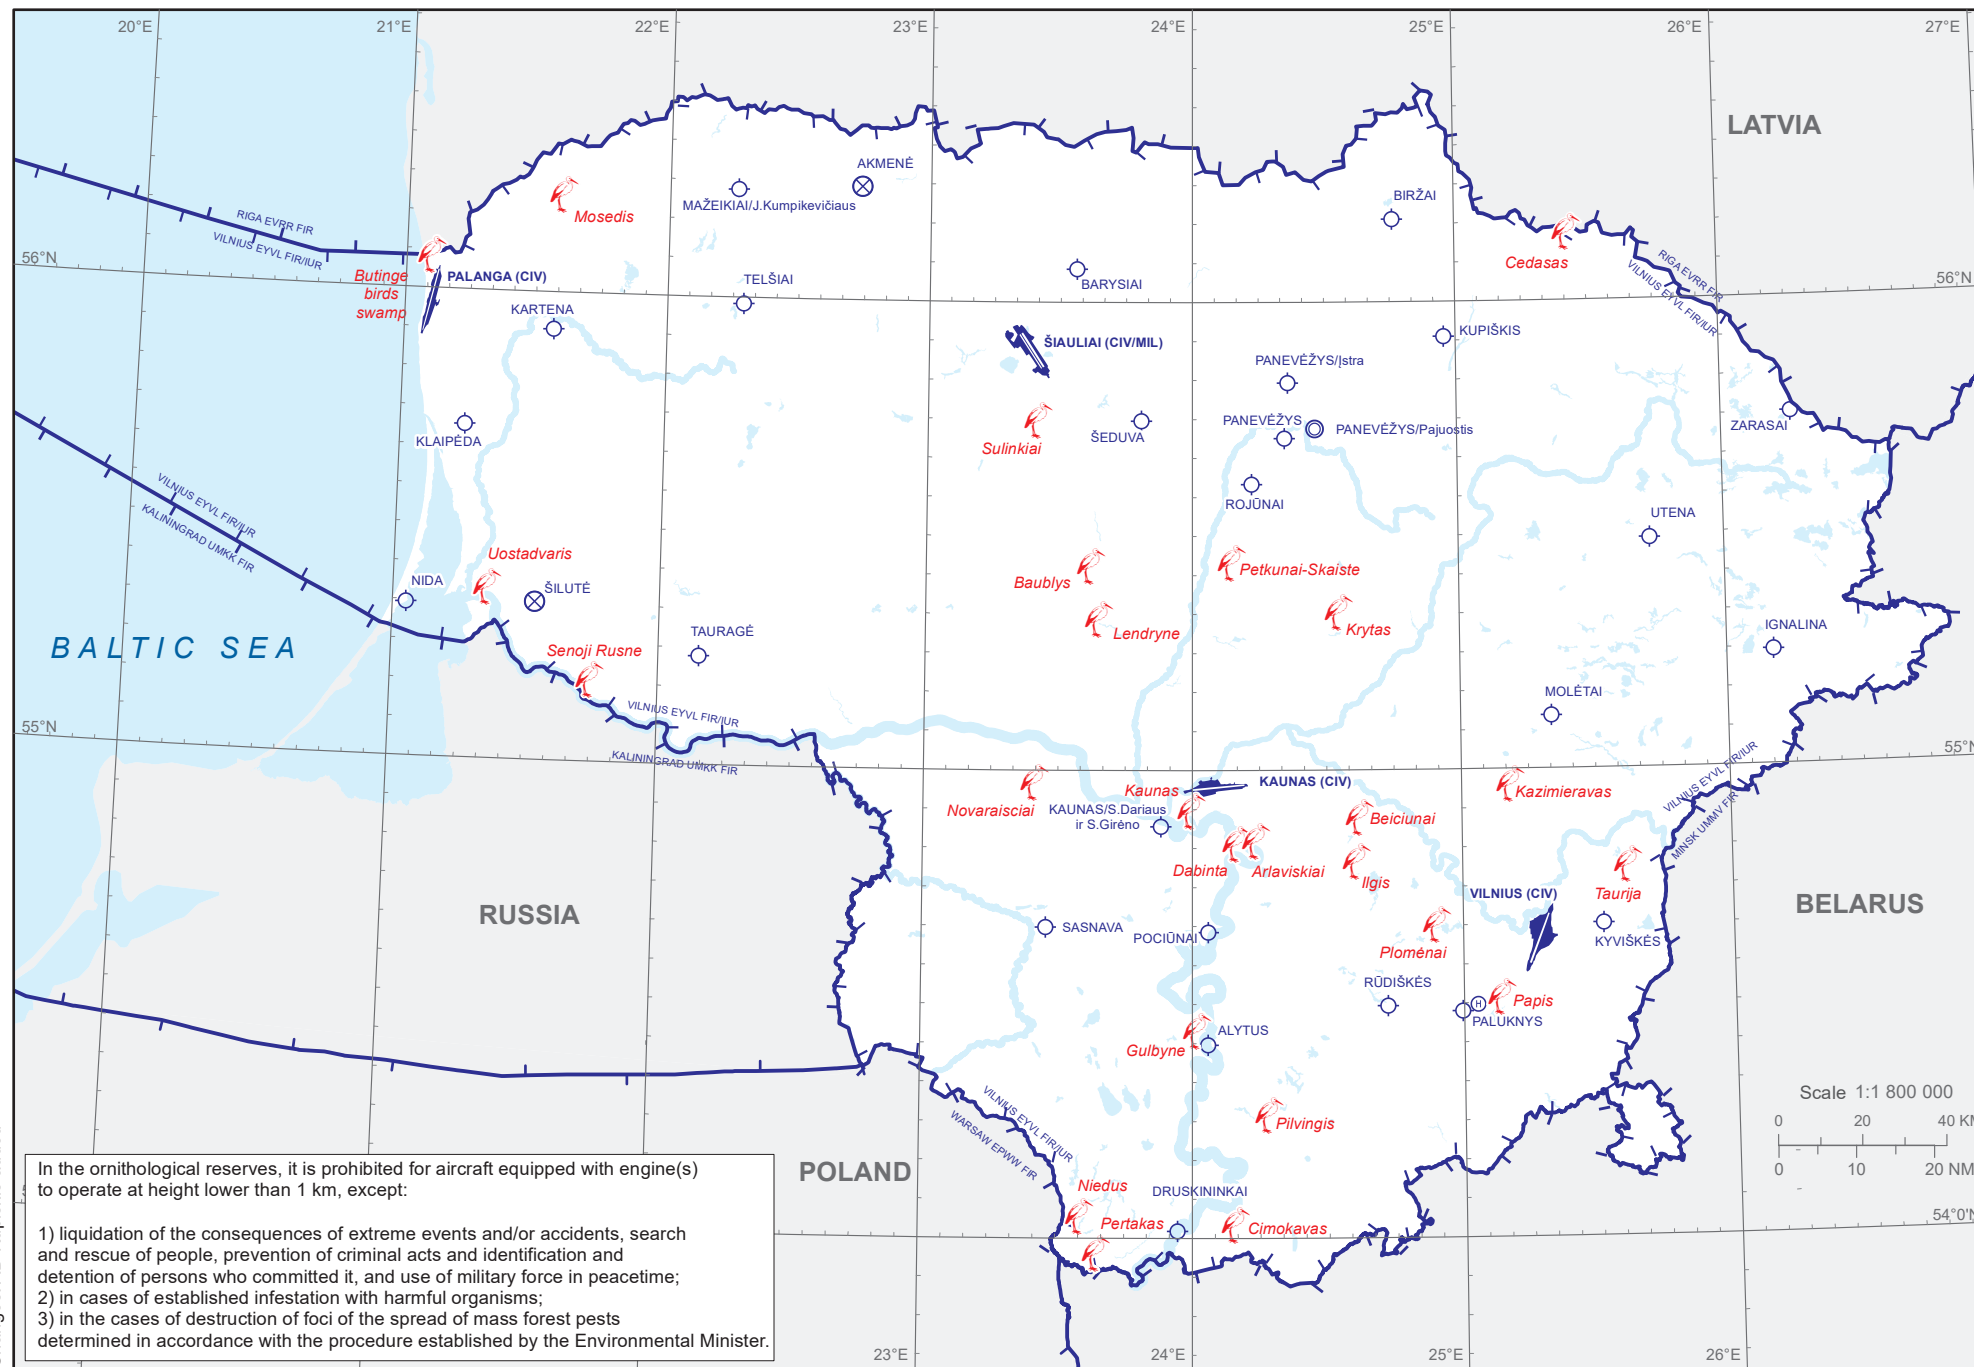 20°E
21°E
22°E
23°E
24°E
25°E
26°E
27°E
LATVIA
AKMENĖ
MAŽEIKIAI/J.Kumpikevičiaus
BIRŽAI
Mosedis
RIGA EVRR FIR
VILNIUS EYVL FIR/IUR
Cedasas
RIGA EVRR FIR
VILNIUS EYVL FIR/IUR
56°N
56°N
Butinge
birds
swamp
PALANGA (CIV)
TELŠIAI
BARYSIAI
KARTENA
ŠIAULIAI (CIV/MIL)
KUPIŠKIS
PANEVĖŽYS/Įstra
KLAIPĖDA
Sulinkiai
ŠEDUVA
PANEVĖŽYS
PANEVĖŽYS/Pajuostis
ZARASAI
VILNIUS EYVL FIR/IUR
KALININGRAD UMKK FIR
ROJŪNAI
UTENA
Uostadvaris
NIDA
ŠILUTĖ
Baublys
Petkunai-Skaiste
BALTIC SEA
TAURAGĖ
Lendryne
Krytas
IGNALINA
Senoji Rusne
MOLĖTAI
55°N
VILNIUS EYVL FIR/IUR
KALININGRAD UMKK FIR
55°N
VILNIUS EYVL FIR/IUR
MINSK UMMV FIR
Novaraisciai
Kaunas
KAUNAS (CIV)
Kazimieravas
KAUNAS/S.Dariaus
ir S.Girėno
Beiciunai
Dabinta
Arlaviskiai
Ilgis
Taurija
RUSSIA
VILNIUS (CIV)
BELARUS
SASNAVA
POCIŪNAI
Plomėnai
KYVIŠKĖS
RŪDIŠKĖS
H
Papis
PALUKNYS
ALYTUS
Gulbyne
VILNIUS EYVL FIR/IUR
WARSAW EPWW FIR
Pilvingis
Scale 1:1 800 000
0 20 40 KM
0 10 20 NM
POLAND
Niedus
DRUSKININKAI
Pertakas
Cimokavas
54°0'N
In the ornithological reserves, it is prohibited for aircraft equipped with engine(s)
to operate at height lower than 1 km, except:
1) liquidation of the consequences of extreme events and/or accidents, search
and rescue of people, prevention of criminal acts and identification and
detention of persons who committed it, and use of military force in peacetime;
2) in cases of established infestation with harmful organisms;
3) in the cases of destruction of foci of the spread of mass forest pests
determined in accordance with the procedure established by the Environmental Minister.
23°E
24°E
25°E
26°E